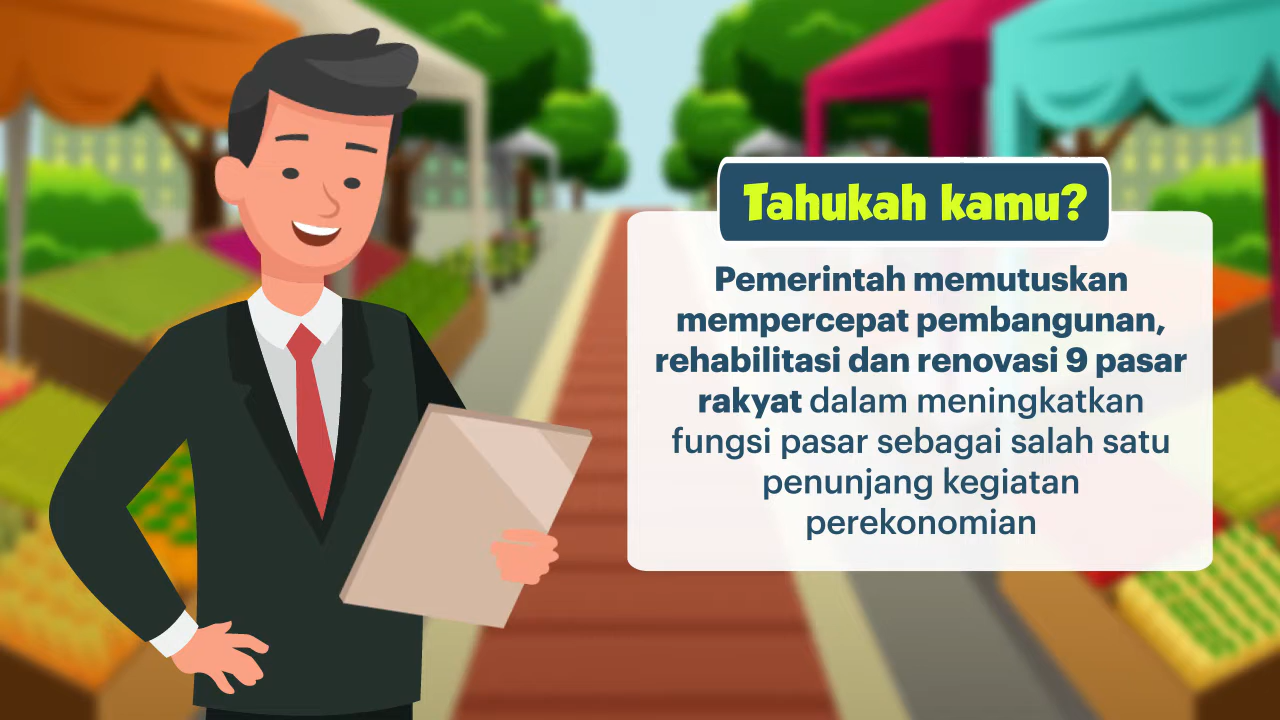 Tahukah kamu?
Pemerintah memutuskan
mempercepat pembangunan,
rehabilitasi dan renovasi 9 pasar
rakyat dalam meningkatkan
fungsi pasar sebagai salah satu
penunjang kegiatan
perekonomian